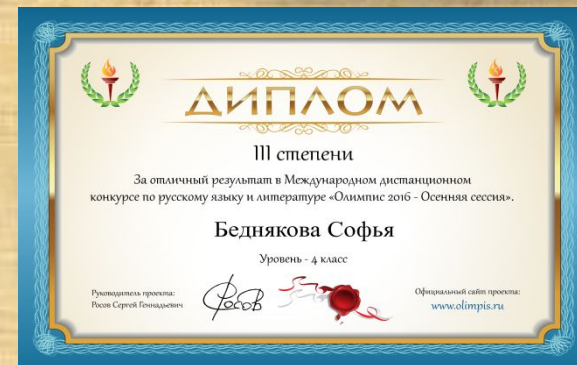 ДИПЛОМ
III степени
За отличный результат в Международном дистанционном
конкурсе по русскому языку и литературе «Олимпис 2016 - Осенняя сессия».
Беднякова Софья
Уровень - 4 класс
Руководитель проекта:
Росов Сергей Геннадьевич
Росов
Официальный сайт проекта:
www.olimpis.ru